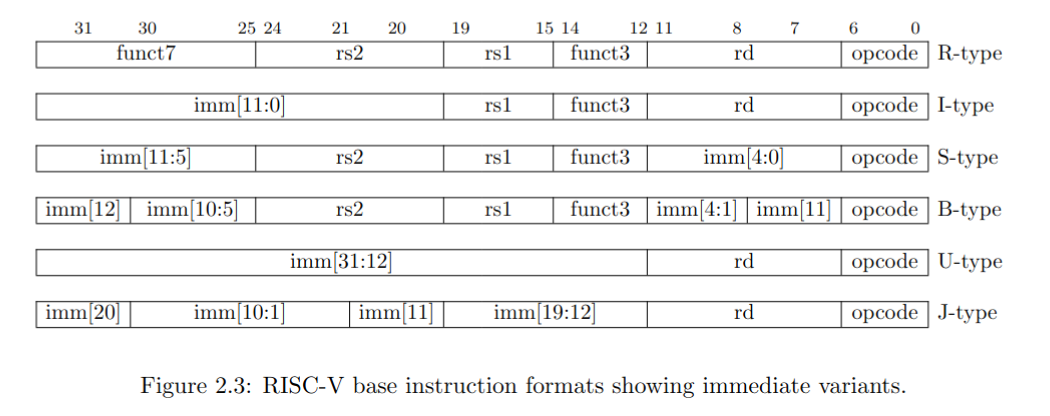 31 30 25 24 21 20 19 15 14 12 11 8 7 6 0
funct7 rs2 rs1 funct3 rd opcode R-type
imm[11:0] rs1 funct3 rd opcode I-type
imm[11:5] rs2 rs1 funct3 imm[4:0] opcode S-type
imm[12] imm[10:5] rs2 rs1 funct3 imm[4:1] imm[11] opcode B-type
imm[31:12] rd opcode U-type
imm[20] imm[10:1] imm[11] imm[19:12] rd opcode J-type
Figure 2.3: RISC-V base instruction formats showing immediate variants.